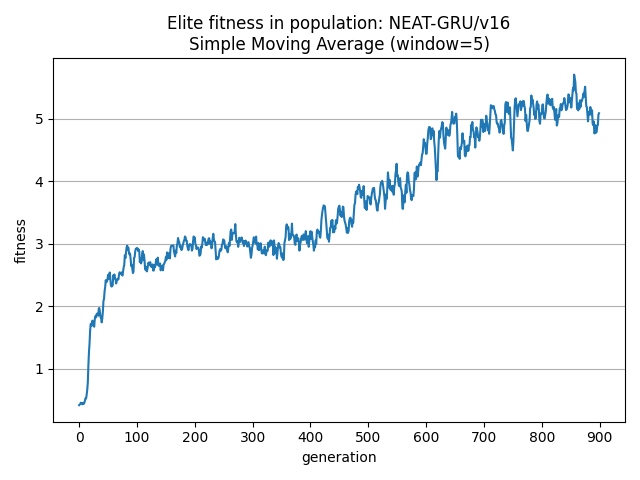 Elite fitness in population: NEAT-GRU/v16
Simple Moving Average (window=5)
fitness
5
4
3
2
1
0 100 200 300 400 500 600 700 800 900
generation